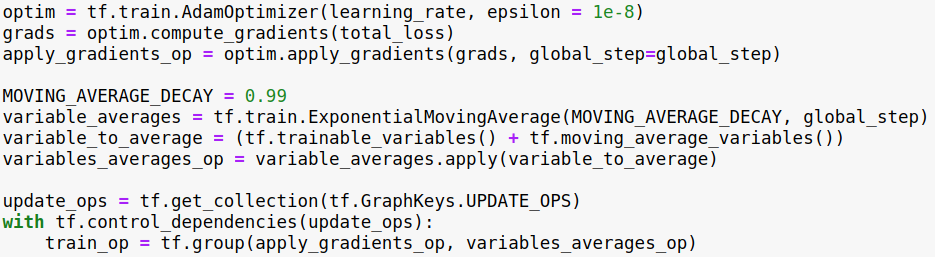 optim = tf.train.AdamOptimizer(learning_rate, epsilon = 1e-8)
grads = optim.compute_gradients(total_loss)
apply_gradients_op = optim.apply_gradients(grads, global_step=global_step)
MOVING_AVERAGE_DECAY = 0.99
variable_averages = tf.train.ExponentialMovingAverage(MOVING_AVERAGE_DECAY, global_step)
variable_to_average = (tf.trainable_variables() + tf.moving_average_variables())
variables_averages_op = variable_averages.apply(variable_to_average)
update_ops = tf.get_collection(tf.GraphKeys.UPDATE_OPS)
with tf.control_dependencies(update_ops):
    train_op = tf.group(apply_gradients_op, variables_averages_op)